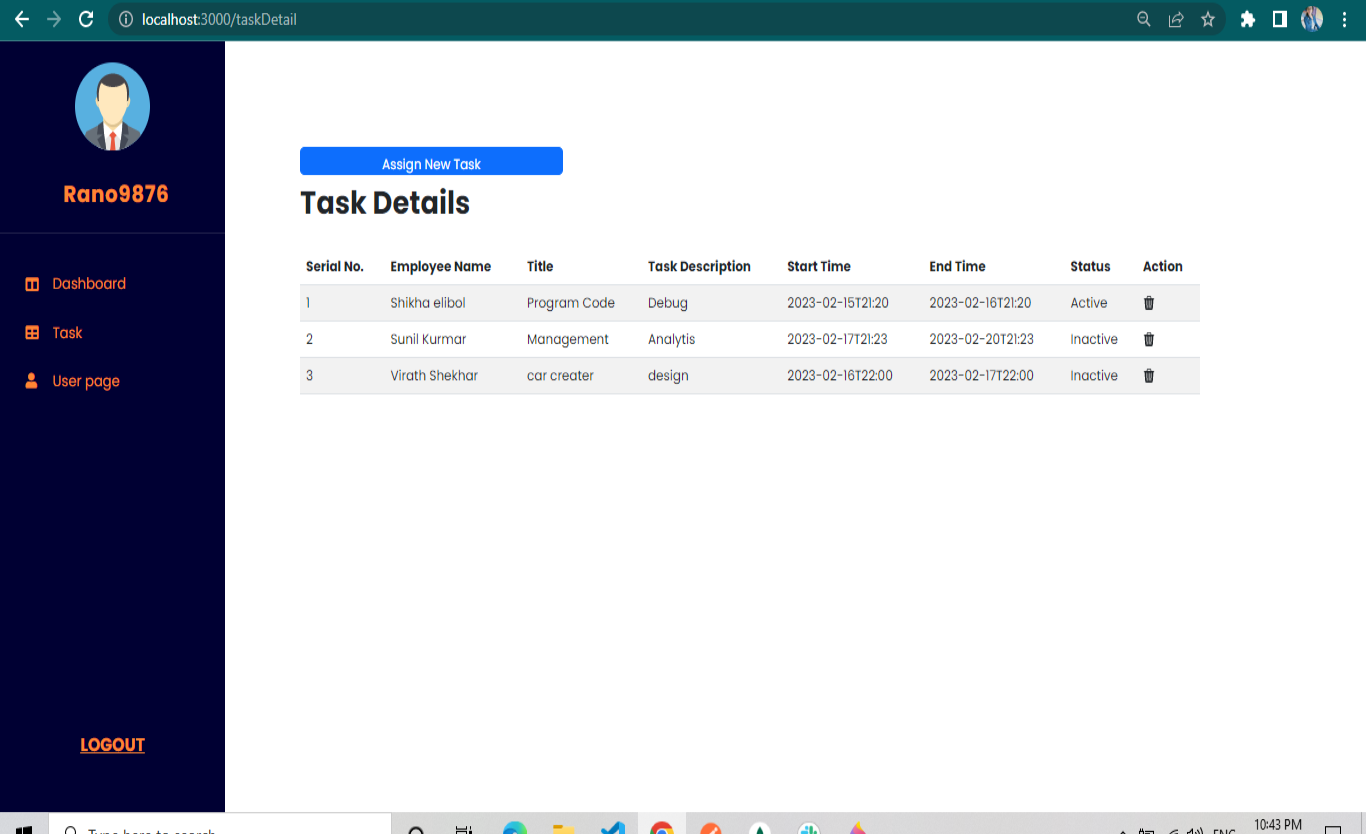 localhost:3000/taskDetail
Rano9876
Dashboard
Task
User page
LOGOUT
Assign New Task
Task Details
Serial No. Employee Name Title Task Description Start Time End Time Status Action
1 Shikha elibol Program Code Debug 2023-02-15T21:20 2023-02-16T21:20 Active
2 Sunil Kurmar Management Analytis 2023-02-17T21:23 2023-02-20T21:23 Inactive
3 Virath Shekhar car creater design 2023-02-16T22:00 2023-02-17T22:00 Inactive
Type here to search
ENG
10:43 PM